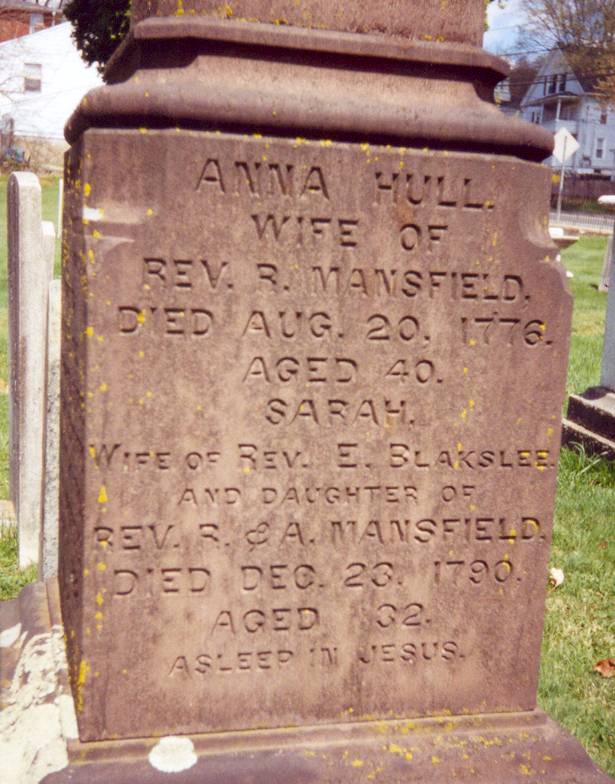 ANNA HULL.
WIFE OF
REV. R. MANSFIELD.
DIED AUG. 20, 1776.
AGED 40.
SARAH,
WIFE OF REV. E. BLAKSLEE.
AND DAUGHTER OF
REV. R. & A. MANSFIELD.
DIED DEC. 23, 1790.
AGED 32.
ASLEEP IN JESUS.